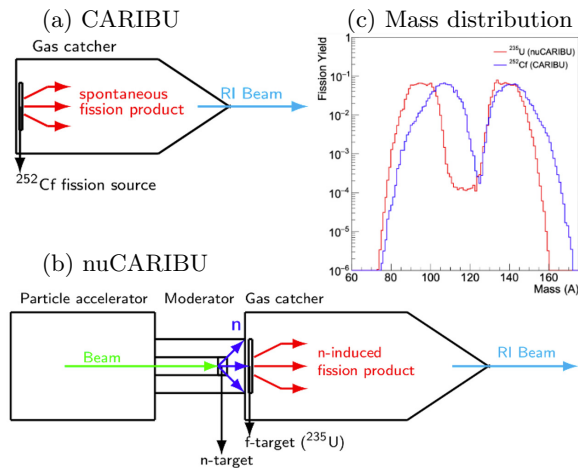 (a) CARIBU
Gas catcher
spontaneous
fission product
RI Beam
²⁵²Cf fission source
(c) Mass distribution
Fission Yield
²³⁵U (nuCARIBU)
²⁵²Cf (CARIBU)
1
10⁻¹
10⁻²
10⁻³
10⁻⁴
10⁻⁵
10⁻⁶
60 80 100 120 140 160
Mass (A)
(b) nuCARIBU
Particle accelerator Moderator Gas catcher
n
Beam
n-induced
fission product
RI Beam
f-target (²³⁵U)
n-target